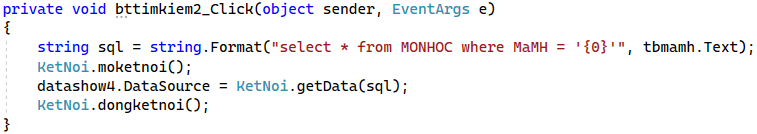 private void bttimkiem2_Click(object sender, EventArgs e)
{
    string sql = string.Format("select * from MONHOC where MaMH = '{0}'", tbmamh.Text);
    KetNoi.moketnoi();
    datashow4.DataSource = KetNoi.getData(sql);
    KetNoi.dongketnoi();
}